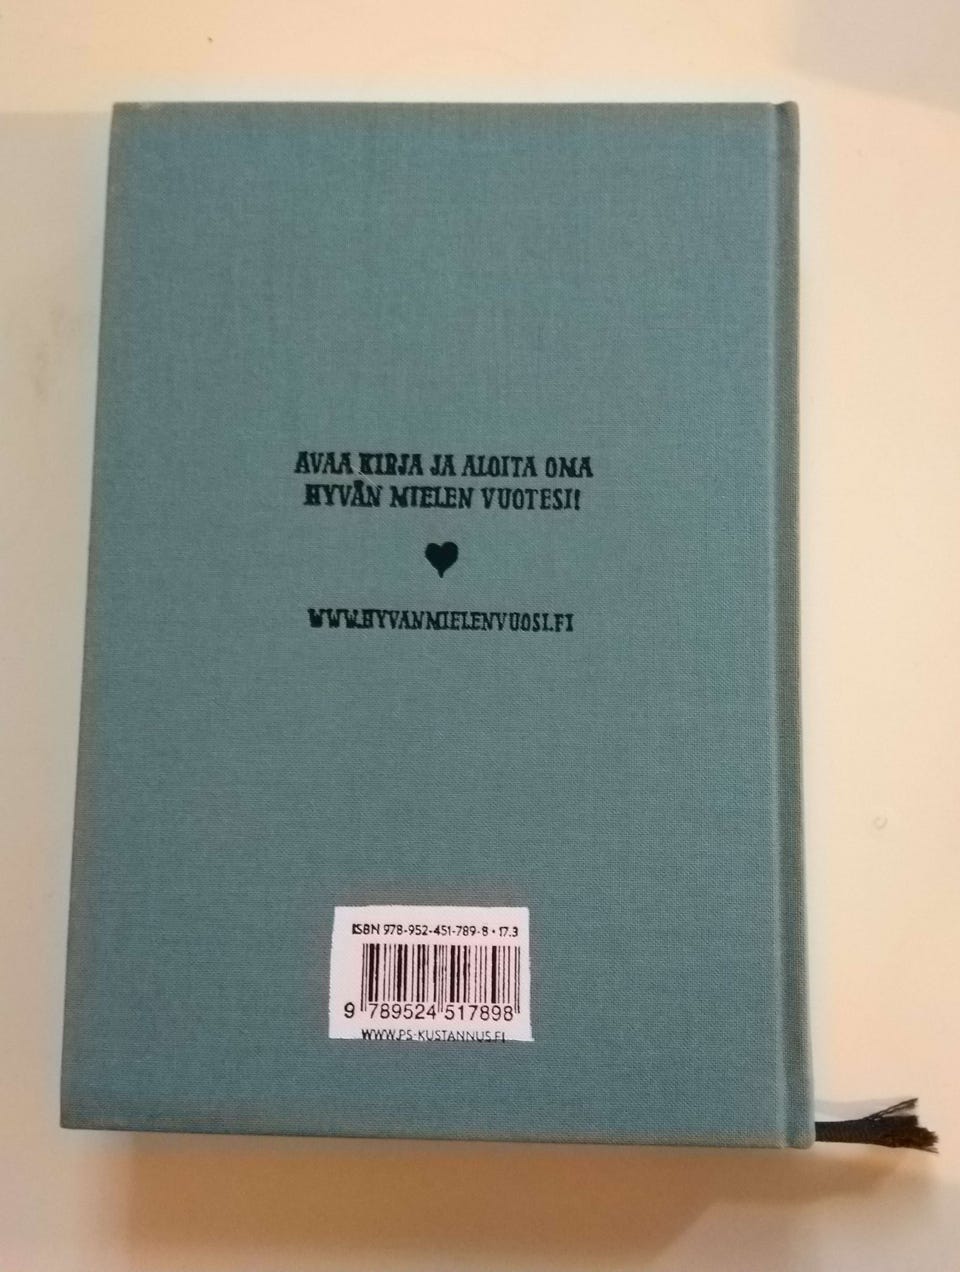 AVAA KIRJA JA ALOITA OMA
HYVÄN MIELEN VUOTESI!
WWW.HYVANMIELENVUOSI.FI
ISBN 978-952-451-789-8 • 17.3
9 789524 517898
WWW.PS-KUSTANNUS.FI